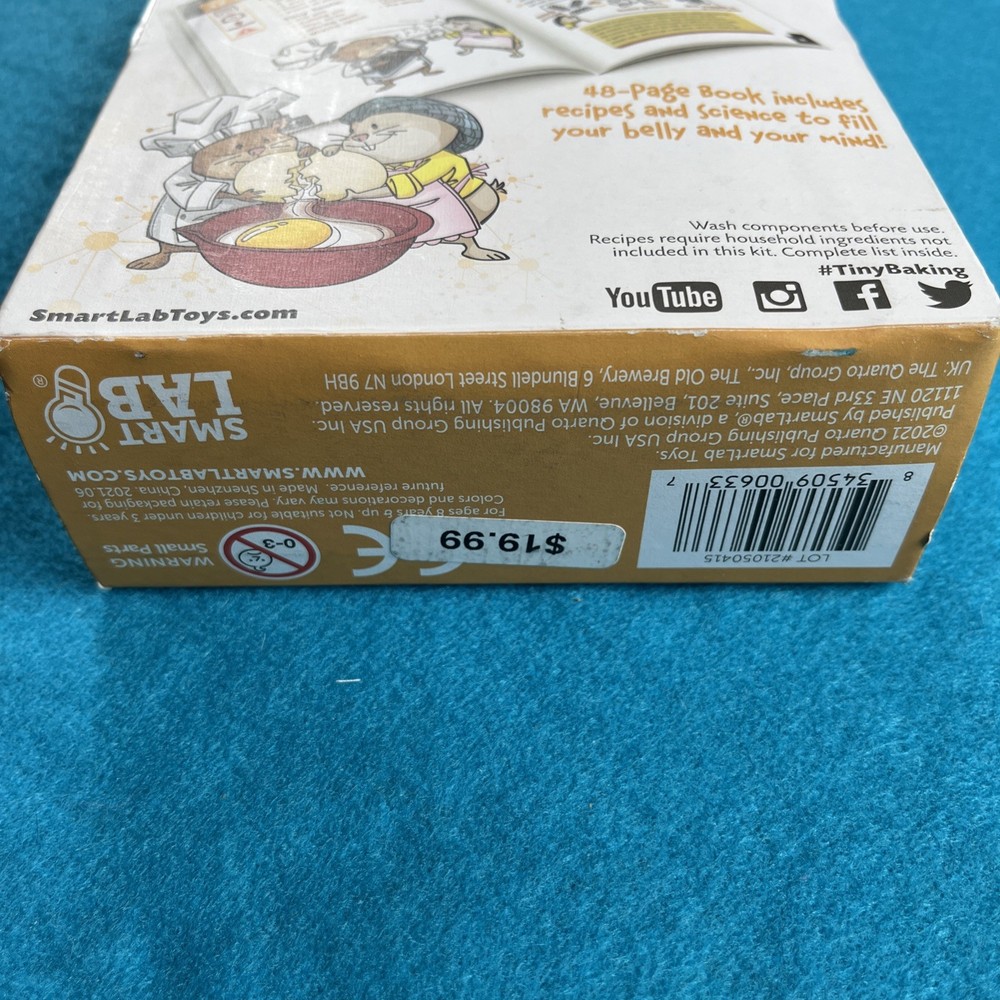 48-Page Book includes
recipes and science to fill
your belly and your mind!
Wash components before use.
Recipes require household ingredients not
included in this kit. Complete list inside.
#TinyBaking
YouTube
SmartLabToys.com
LOT #21050415
8 34509 00633 7
$19.99
WARNING
Small Parts
0-3
CE
For ages 8 years & up. Not suitable for children under 3 years.
Colors and decorations may vary. Please retain packaging for
future reference. Made in Shenzhen, China. 2021.06
WWW.SMARTLABTOYS.COM
Manufactured for SmartLab Toys.
©2021 Quarto Publishing Group USA Inc.
Published by SmartLab®, a division of Quarto Publishing Group USA Inc.
11120 NE 33rd Place, Suite 201, Bellevue, WA 98004. All rights reserved.
UK: The Quarto Group, Inc., The Old Brewery, 6 Blundell Street London N7 9BH
SMART
LAB®